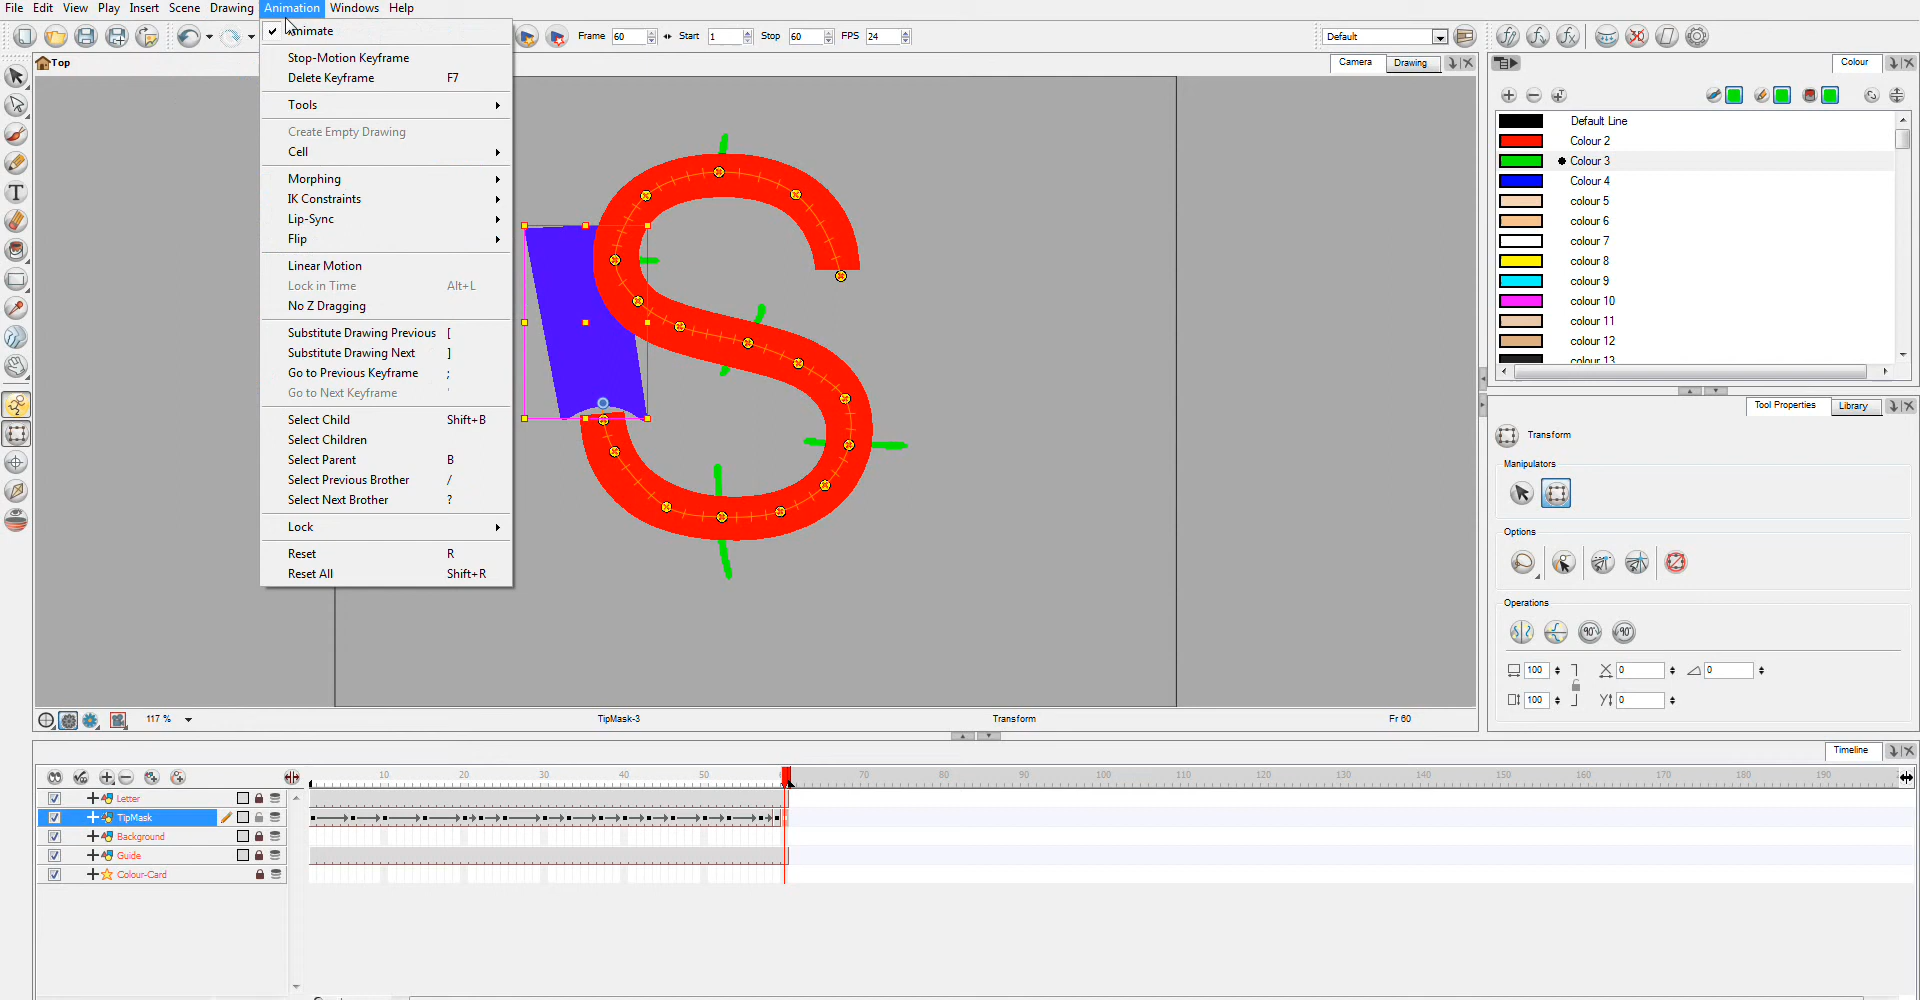 File Edit View Play Insert Scene Drawing Animation Windows Help
Animate
Stop-Motion Keyframe
Delete Keyframe F7
Tools
Create Empty Drawing
Cell
Morphing
IK Constraints
Lip-Sync
Flip
Linear Motion
Lock in Time Alt+L
No Z Dragging
Substitute Drawing Previous [
Substitute Drawing Next ]
Go to Previous Keyframe ;
Go to Next Keyframe '
Select Child Shift+B
Select Children
Select Parent B
Select Previous Brother /
Select Next Brother ?
Lock
Reset R
Reset All Shift+R
Frame 60 Start 1 Stop 60 FPS 24
Default
Top
Camera Drawing
S
117 % TipMask-3 Transform Fr 60
Colour
Default Line
Colour 2
Colour 3
Colour 4
colour 5
colour 6
colour 7
colour 8
colour 9
colour 10
colour 11
colour 12
colour 13
Tool Properties Library
Transform
Manipulators
Options
Operations
90° 90°
100 X 0 0
100 Y 0
Timeline
10 20 30 40 50 70 80 90 100 110 120 130 140 150 160 170 180 190
Letter
TipMask
Background
Guide
Colour-Card